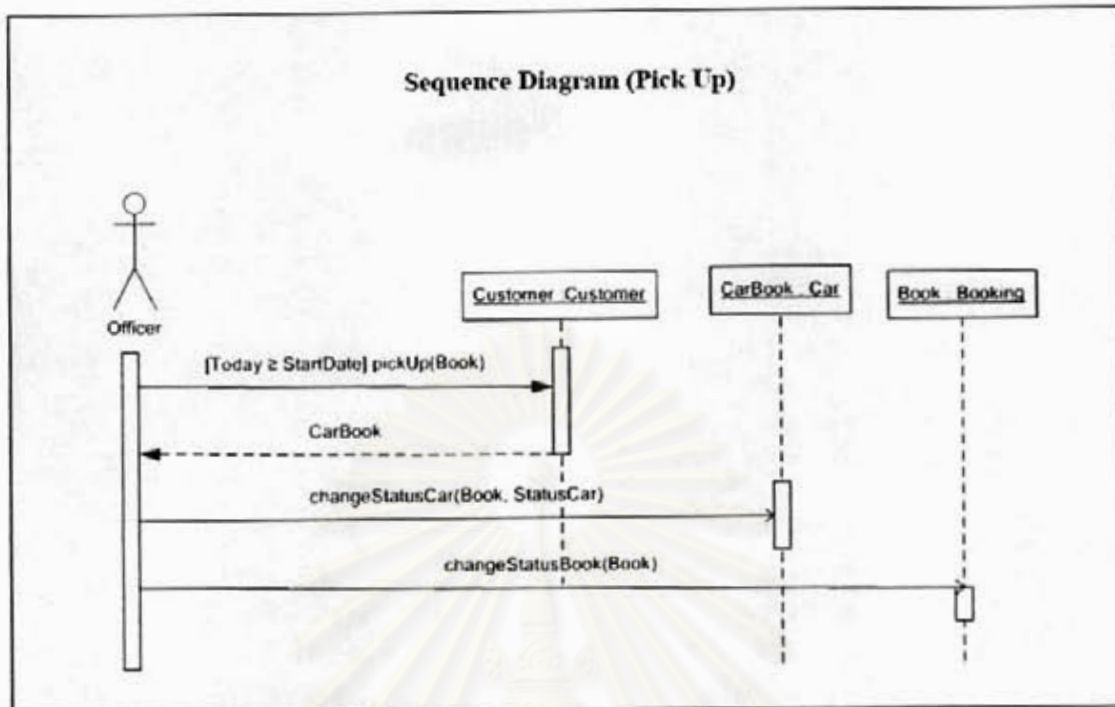 Sequence Diagram (Pick Up)
Customer : Customer
CarBook : Car
Book : Booking
Officer
[Today ≥ StartDate] pickUp(Book)
CarBook
changeStatusCar(Book, StatusCar)
changeStatusBook(Book)